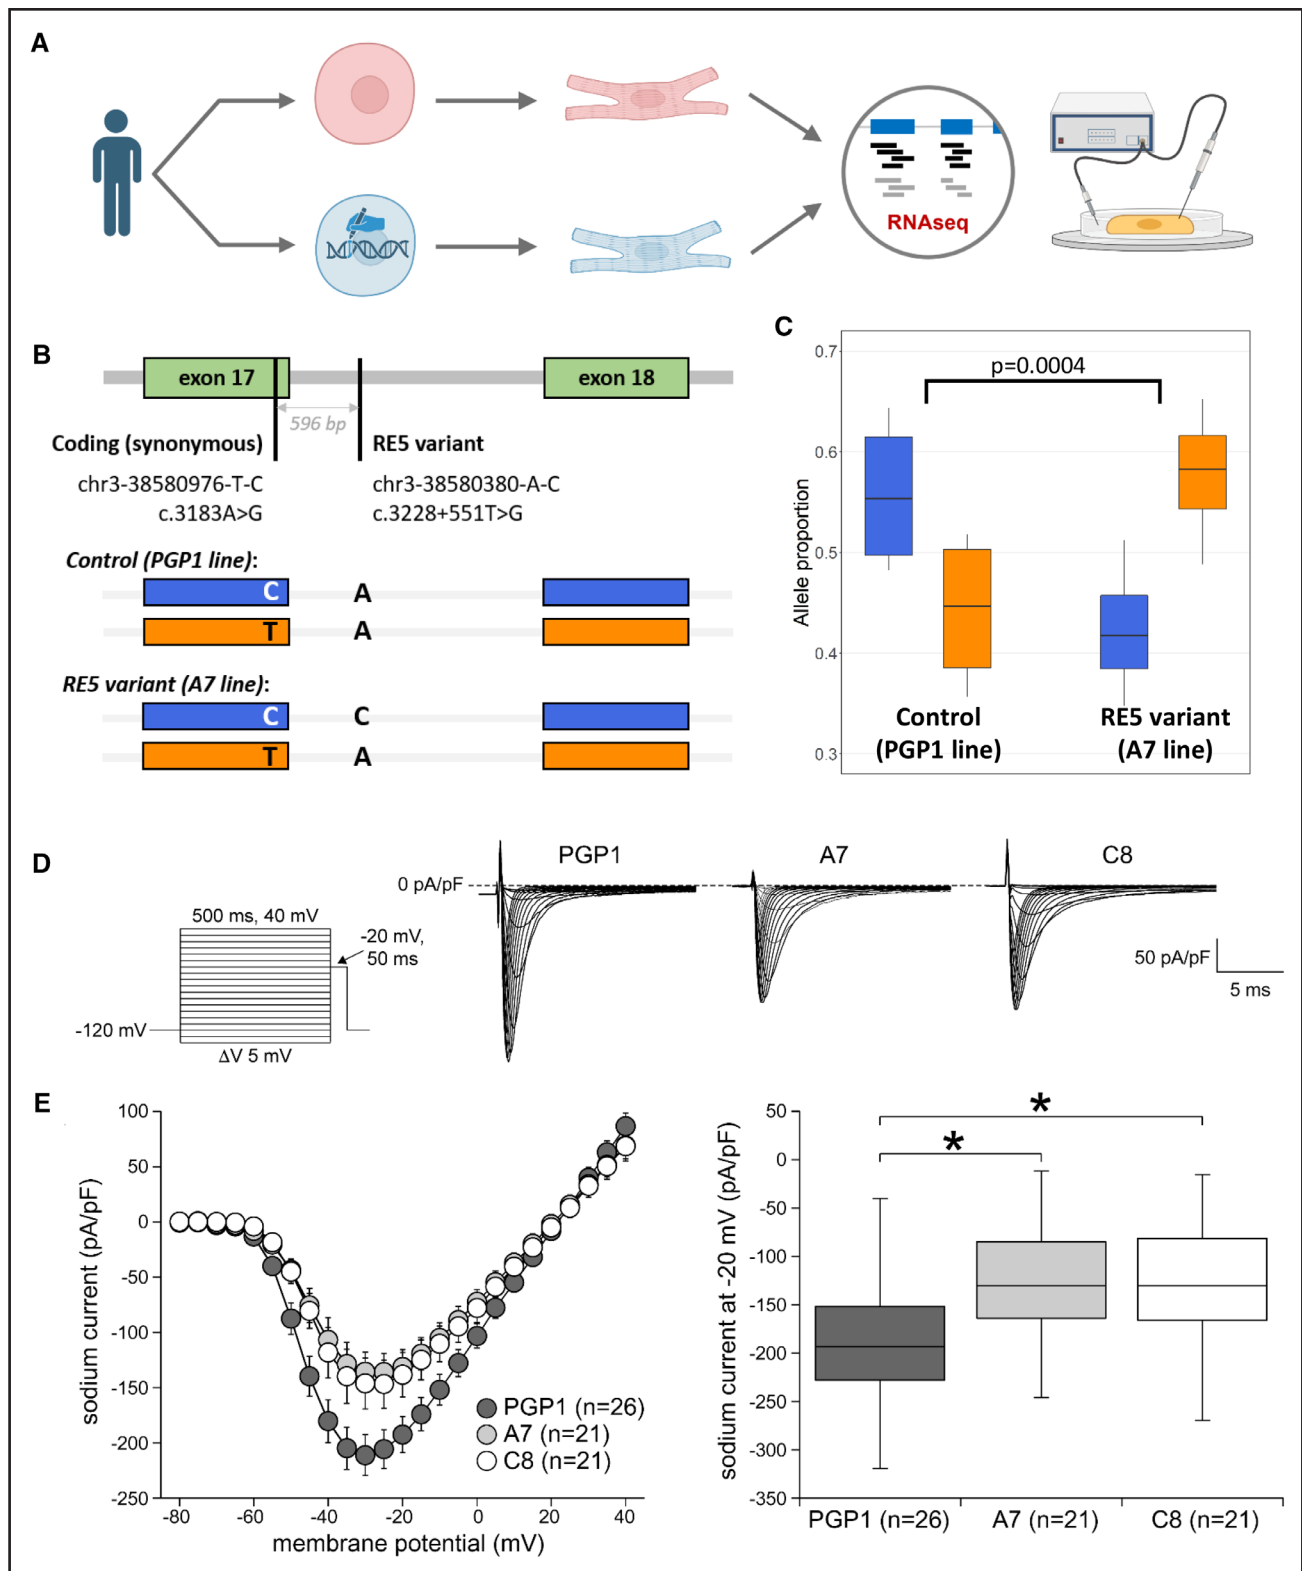 A
RNAseq
B
exon 17
exon 18
596 bp
Coding (synonymous)
RE5 variant
chr3-38580976-T-C
chr3-38580380-A-C
c.3183A>G
c.3228+551T>G
Control (PGP1 line):
C
A
T
A
RE5 variant (A7 line):
C
C
T
A
C
0.7
0.6
0.5
0.4
0.3
Allele proportion
p=0.0004
Control
(PGP1 line)
RE5 variant
(A7 line)
D
500 ms, 40 mV
-20 mV,
50 ms
-120 mV
ΔV 5 mV
PGP1
A7
C8
0 pA/pF
50 pA/pF
5 ms
E
100
50
0
-50
-100
-150
-200
-250
sodium current (pA/pF)
-80
-60
-40
-20
0
20
40
membrane potential (mV)
PGP1 (n=26)
A7 (n=21)
C8 (n=21)
50
0
-50
-100
-150
-200
-250
-300
-350
sodium current at -20 mV (pA/pF)
*
*
PGP1 (n=26)
A7 (n=21)
C8 (n=21)